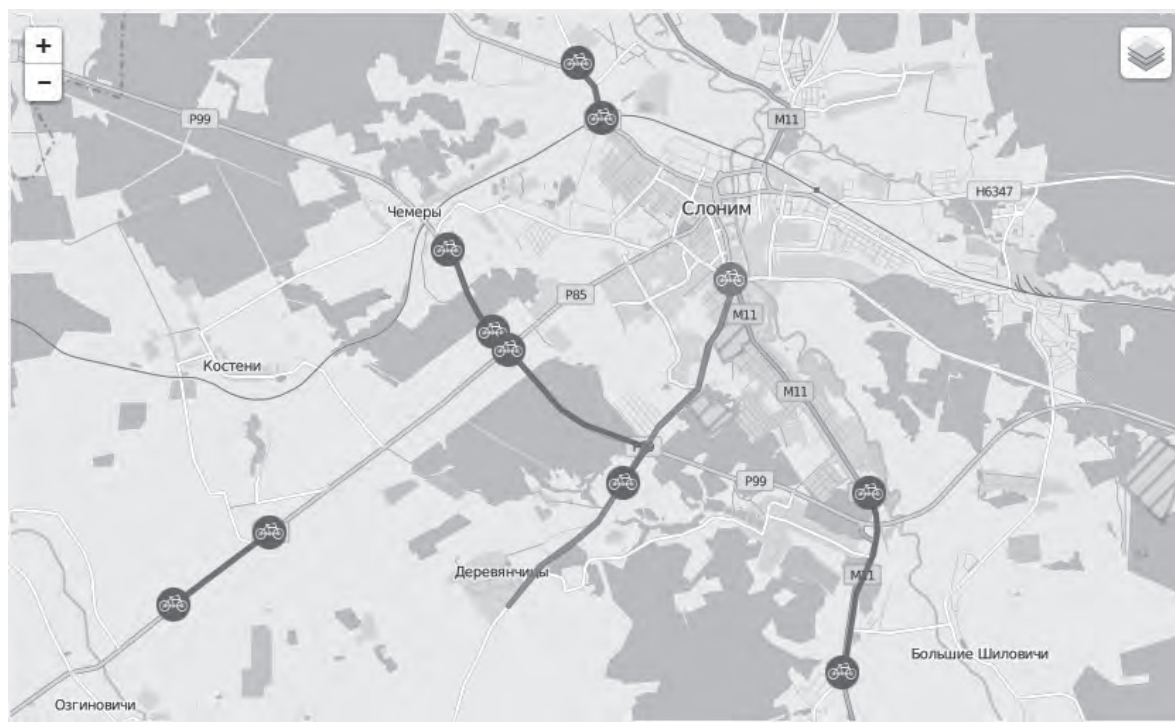 +
−
P99
M11
H6347
Чемеры
Слоним
P85
M11
Костени
M11
P99
Деревянчицы
M11
Большие Шиловичи
Озгиновичи